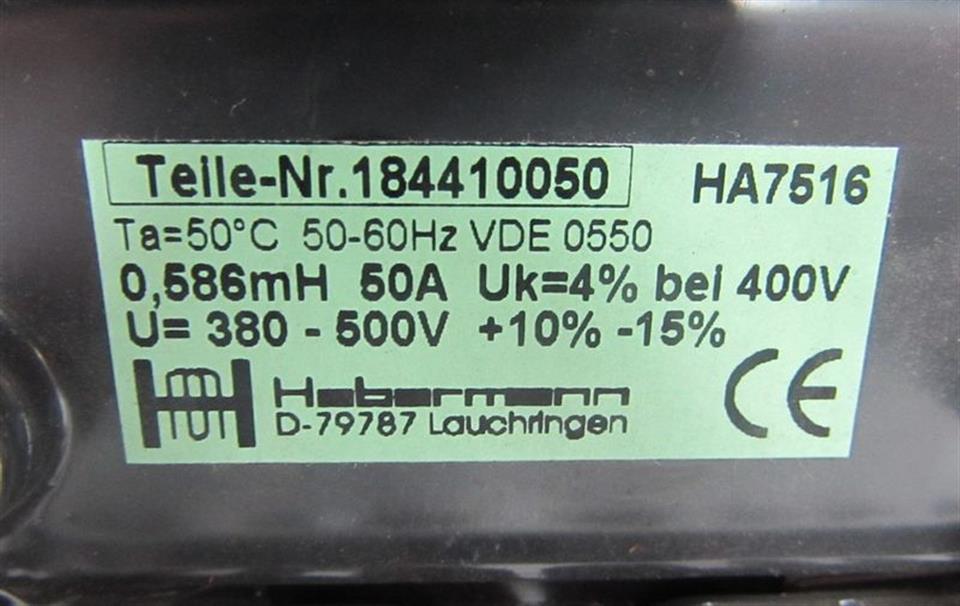 Teile-Nr.184410050 HA7516
Ta=50°C 50-60Hz VDE 0550
0,586mH 50A Uk=4% bei 400V
U= 380 - 500V +10% -15%
Habermann CE
D-79787 Lauchringen